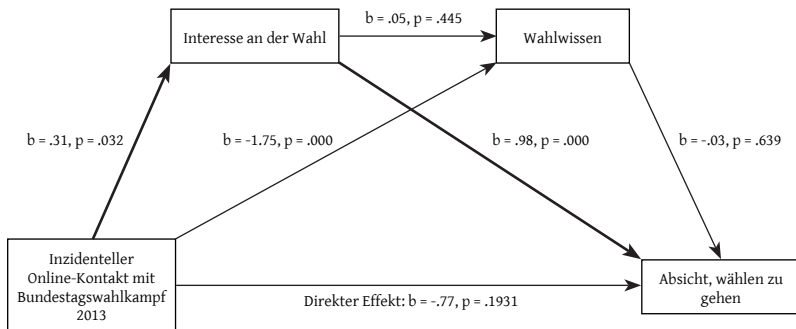 b = .05, p = .445
Interesse an der Wahl
Wahlwissen
b = .31, p = .032
b = -1.75, p = .000
.98, p = .000
b = -.03, p = .639
Inzidenteller
Online-Kontakt mit
Bundestagswahlkampf
2013
Direkter Effekt: b = -.77, p = .1931
Absicht, wählen zu
gehen